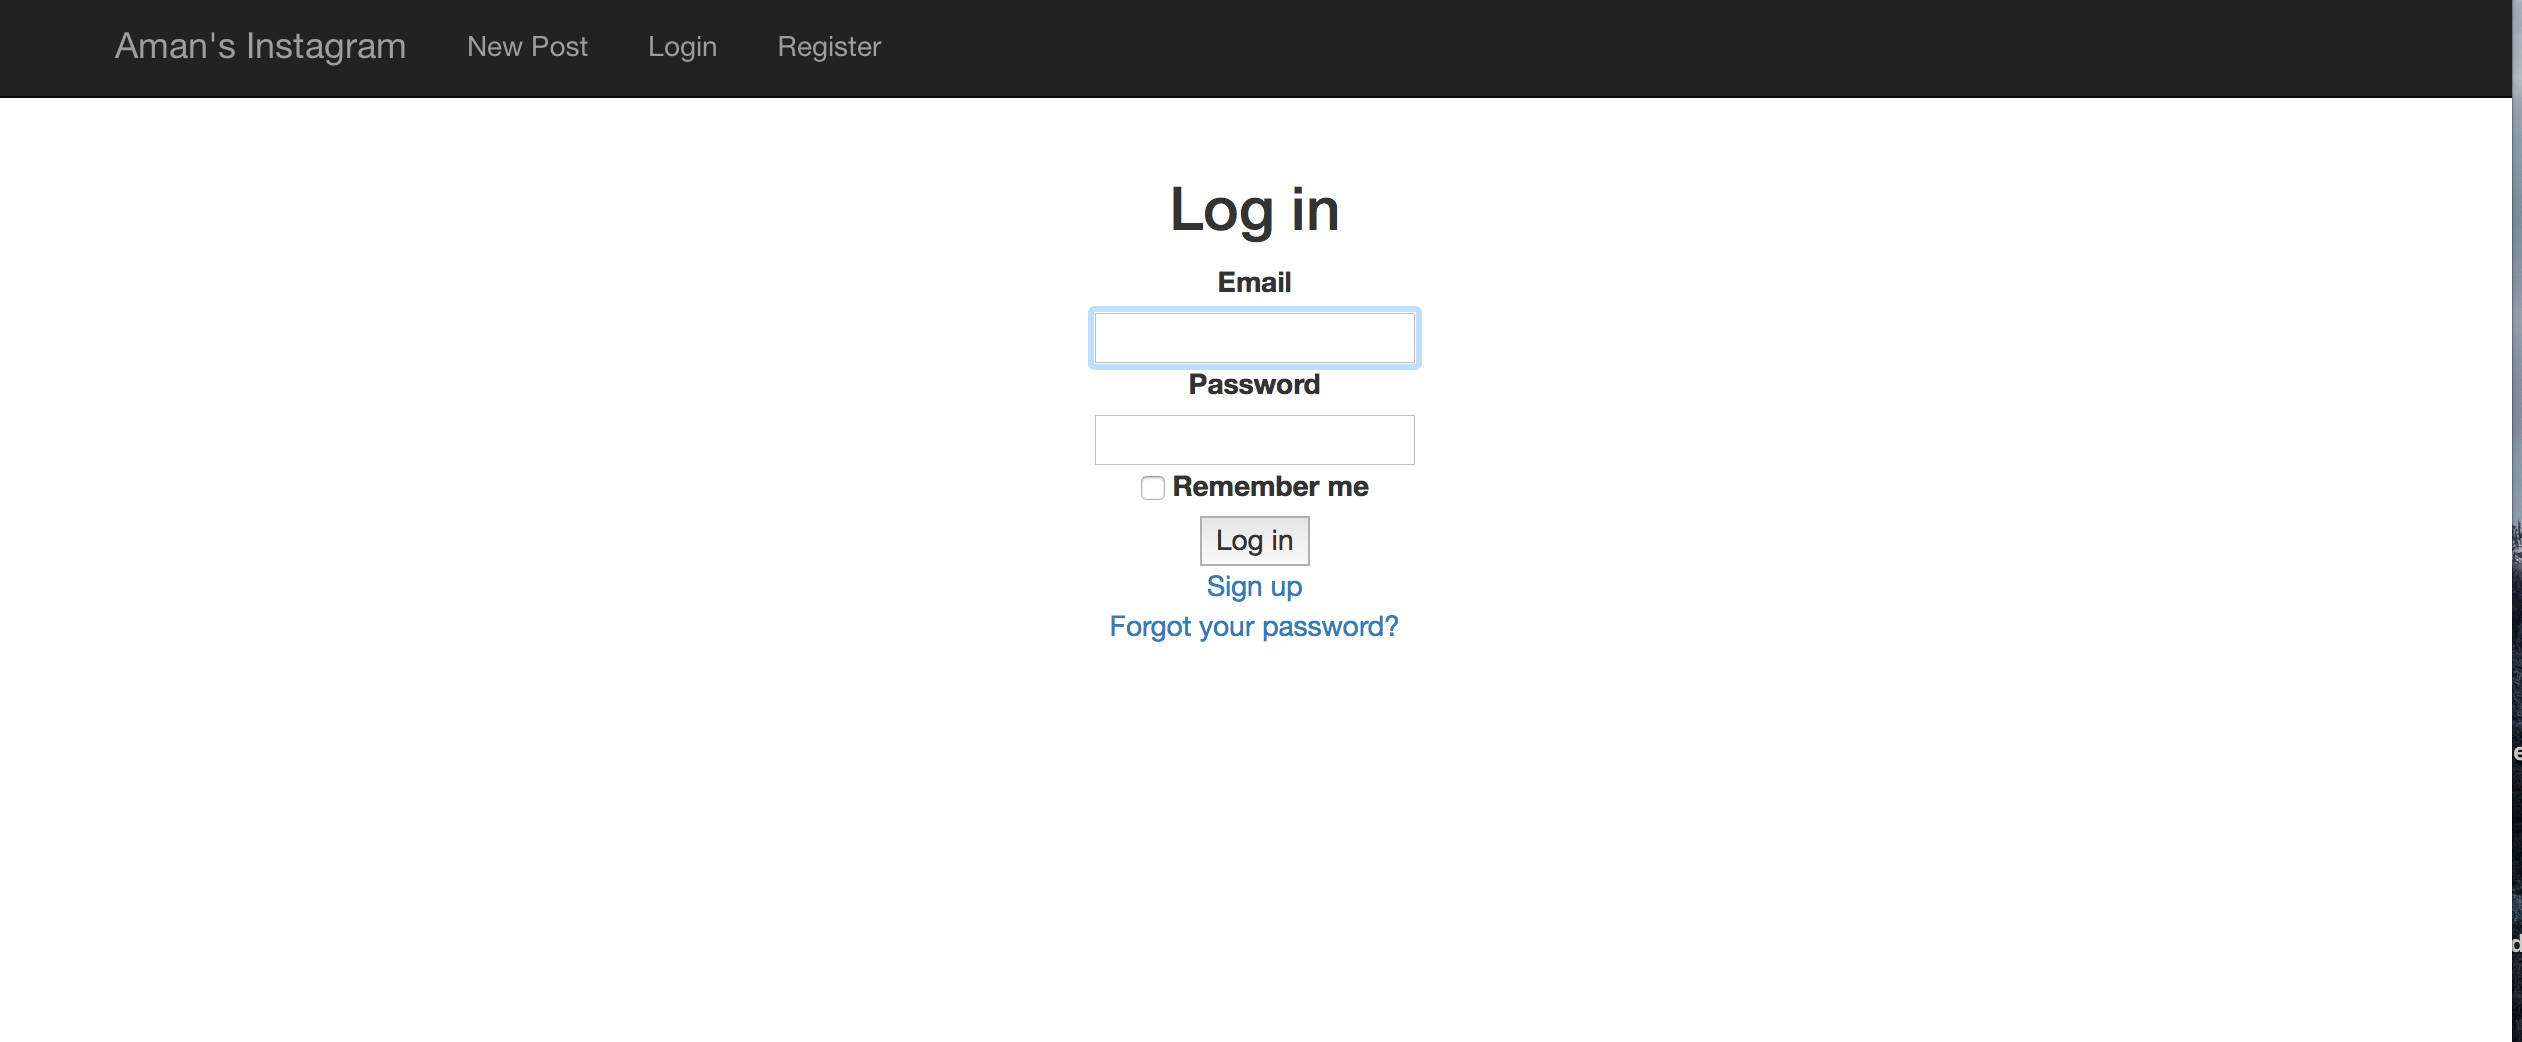 Aman's Instagram New Post Login Register
Log in
Email
Password
Remember me
Log in
Sign up
Forgot your password?